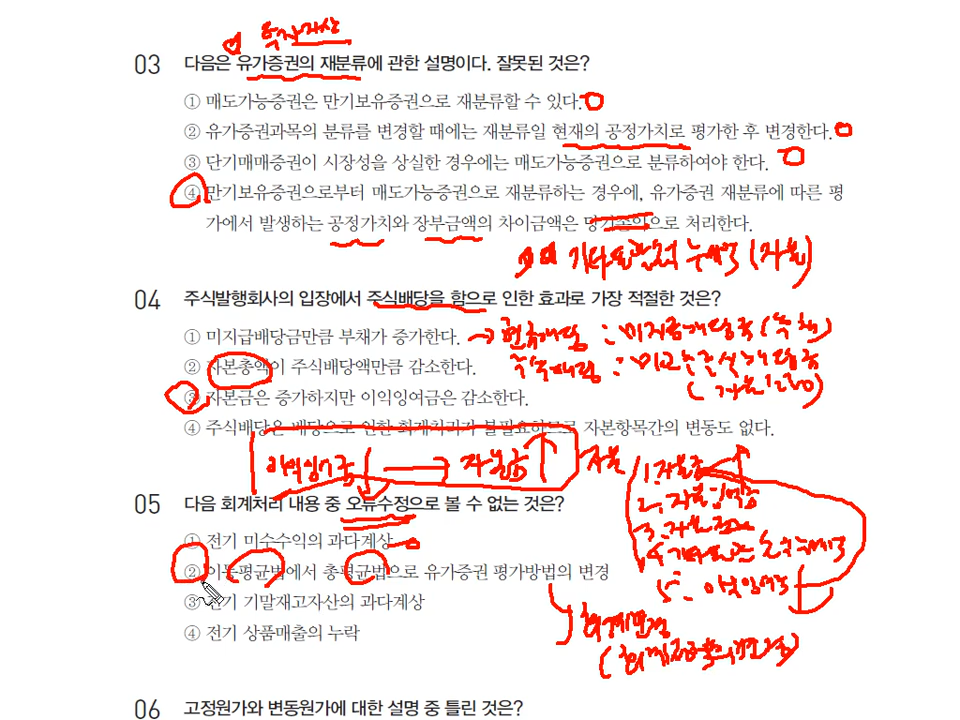 투자자산
03 다음은 유가증권의 재분류에 관한 설명이다. 잘못된 것은?
① 매도가능증권은 만기보유증권으로 재분류할 수 있다.
② 유가증권과목의 분류를 변경할 때에는 재분류일 현재의 공정가치로 평가한 후 변경한다.
③ 단기매매증권이 시장성을 상실한 경우에는 매도가능증권으로 분류하여야 한다.
④ 만기보유증권으로부터 매도가능증권으로 재분류하는 경우에, 유가증권 재분류에 따른 평
가에서 발생하는 공정가치와 장부금액의 차이금액은 당기손익으로 처리한다.
(자본)
04 주식발행회사의 입장에서 주식배당을 함으로 인한 효과로 가장 적절한 것은?
① 미지급배당금만큼 부채가 증가한다. → 현금배당 : 미지급배당금(부채)
② 자본총액이 주식배당액만큼 감소한다. 주식배당 : 미교부주식배당금
③ 자본금은 증가하지만 이익잉여금은 감소한다. (자본조정)
④ 주식배당은 배당으로 인한 회계처리가 불필요하므로 자본항목간의 변동도 없다.
이익잉여금 → 자본금 자본
1. 자본금
2. 자본잉여금
3. 자본조정
4. 기타포괄손익누계액
5. 이익잉여금
05 다음 회계처리 내용 중 오류수정으로 볼 수 없는 것은?
① 전기 미수수익의 과다계상
② 이동평균법에서 총평균법으로 유가증권 평가방법의 변경
③ 전기 기말재고자산의 과다계상
④ 전기 상품매출의 누락
회계변경
(회계정책의 변경)
06 고정원가와 변동원가에 대한 설명 중 틀린 것은?